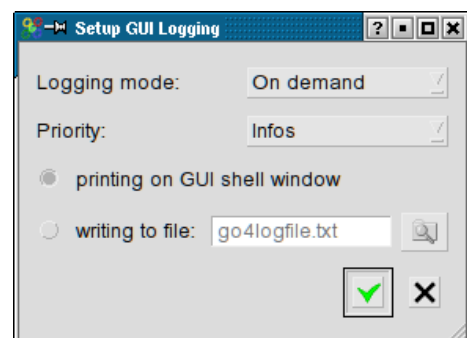 Setup GUI Logging
Logging mode: On demand
Priority: Infos
printing on GUI shell window
writing to file: go4logfile.txt